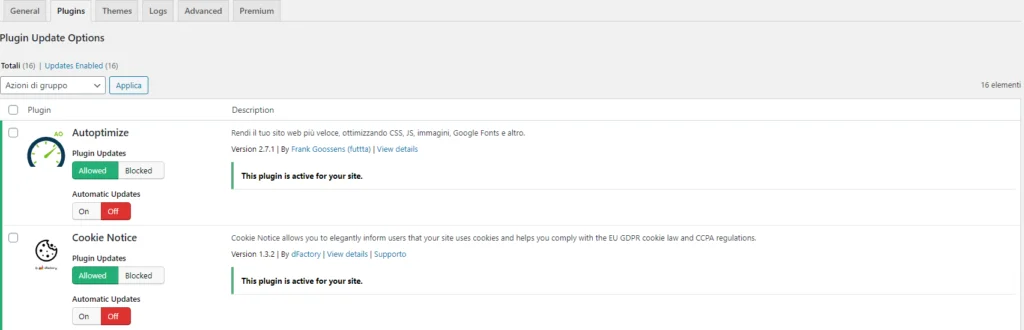 General Plugins Themes Logs Advanced Premium
Plugin Update Options
Totali (16) | Updates Enabled (16)
Azioni di gruppo Applica 16 elementi
Plugin Description
AO Autoptimize Rendi il tuo sito web più veloce, ottimizzando CSS, JS, immagini, Google Fonts e altro.
Plugin Updates Version 2.7.1 | By Frank Goossens (futtta) | View details
Allowed Blocked This plugin is active for your site.
Automatic Updates
On Off
Cookie Notice Cookie Notice allows you to elegantly inform users that your site uses cookies and helps you comply with the EU GDPR cookie law and CCPA regulations.
Plugin Updates Version 1.3.2 | By dFactory | View details | Supporto
Allowed Blocked This plugin is active for your site.
Automatic Updates
On Off